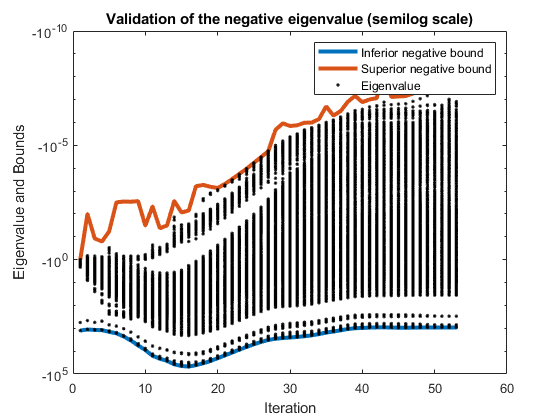 Validation of the negative eigenvalue (semilog scale)
-10^-10
Inferior negative bound
Superior negative bound
Eigenvalue
-10^-5
-10^0
-10^5
Eigenvalue and Bounds
0 10 20 30 40 50 60
Iteration